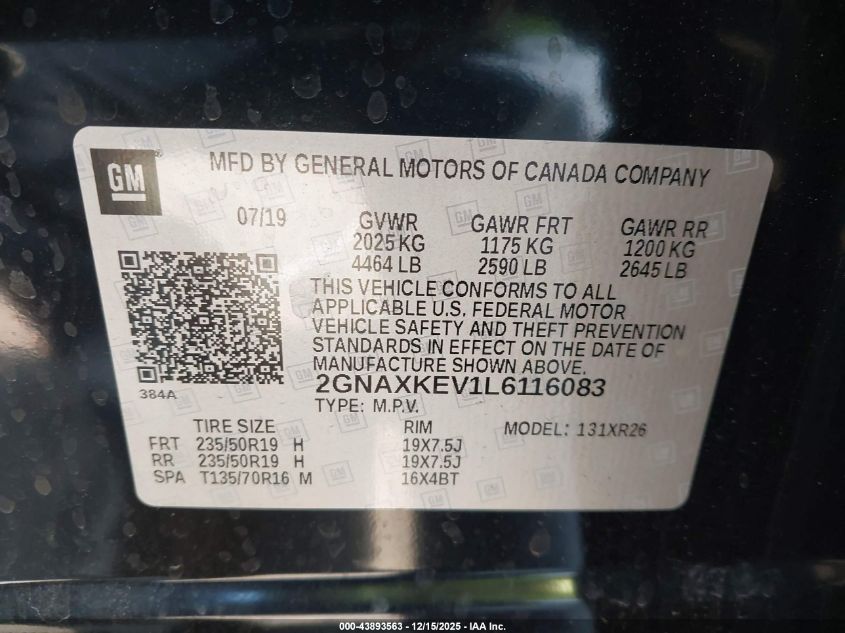 GM
MFD BY GENERAL MOTORS OF CANADA COMPANY
07/19 GVWR GAWR FRT GAWR RR
2025 KG 1175 KG 1200 KG
4464 LB 2590 LB 2645 LB
THIS VEHICLE CONFORMS TO ALL
APPLICABLE U.S. FEDERAL MOTOR
VEHICLE SAFETY AND THEFT PREVENTION
STANDARDS IN EFFECT ON THE DATE OF
MANUFACTURE SHOWN ABOVE.
384A
2GNAXKEV1L6116083
TYPE: M.P.V.
TIRE SIZE RIM MODEL: 131XR26
FRT 235/50R19 H 19X7.5J
RR 235/50R19 H 19X7.5J
SPA T135/70R16 M 16X4BT
000-43893563 - 12/15/2025 - IAA Inc.